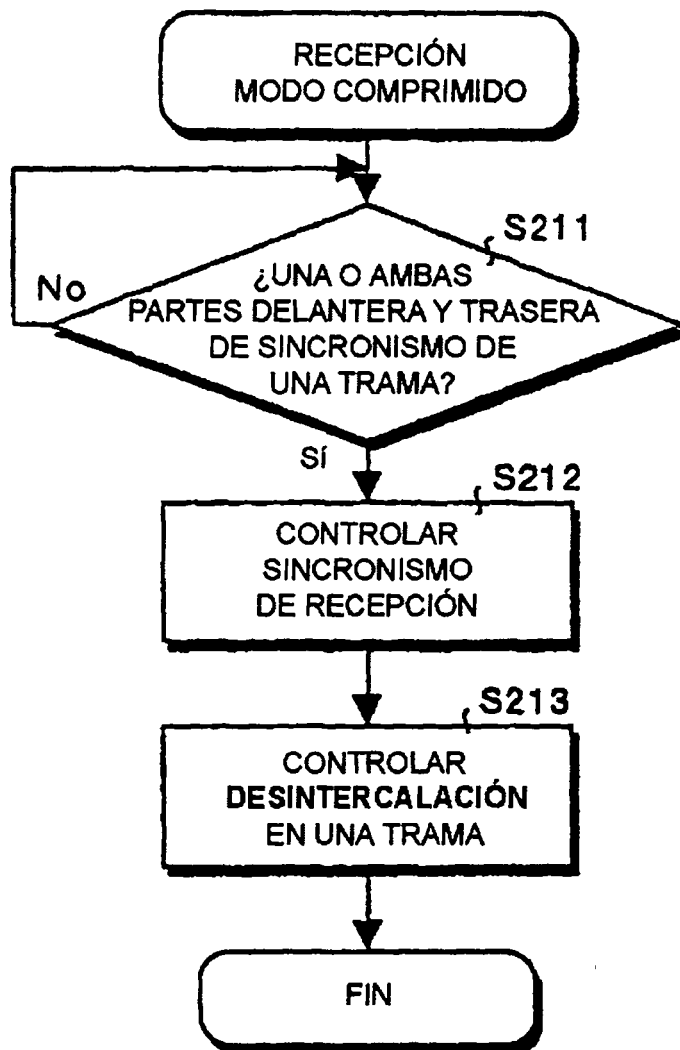 RECEPCIÓN
MODO COMPRIMIDO
S211
¿UNA O AMBAS
PARTES DELANTERA Y TRASERA
DE SINCRONISMO DE
UNA TRAMA?
No
SÍ
S212
CONTROLAR
SINCRONISMO
DE RECEPCIÓN
S213
CONTROLAR
DESINTERCALACIÓN
EN UNA TRAMA
FIN